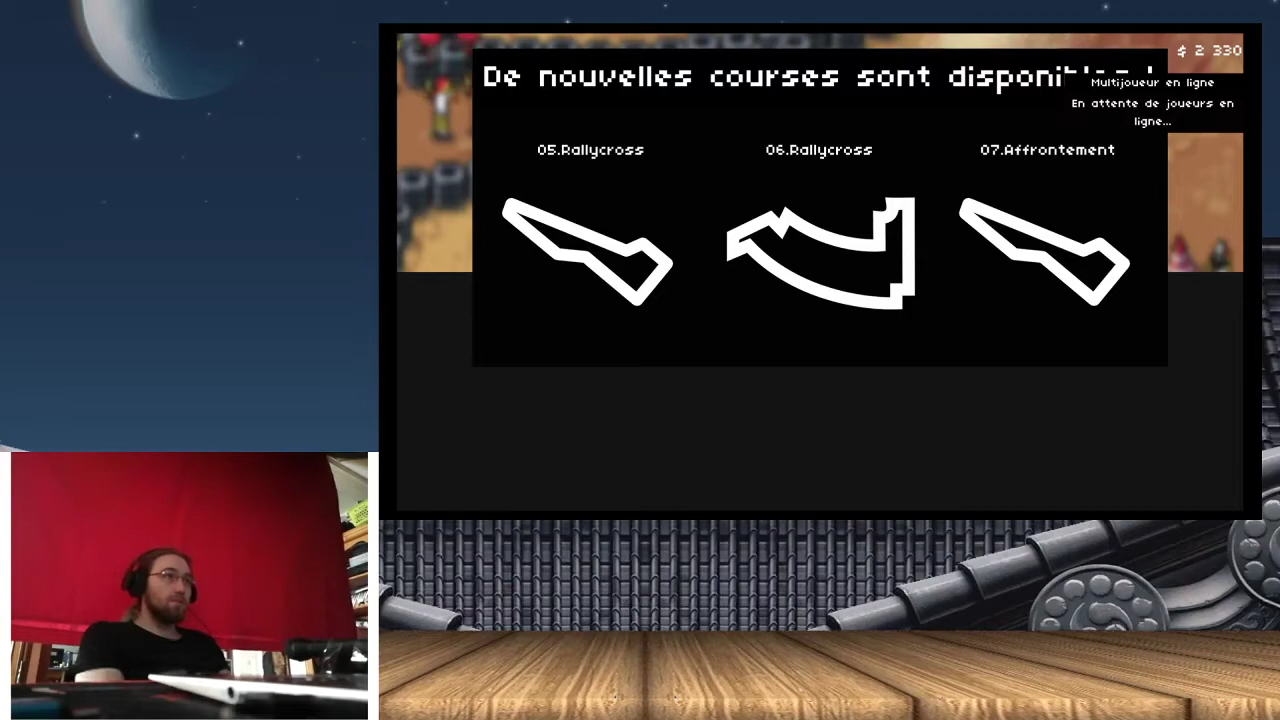 $ 2 330
De nouvelles courses sont
Multijoueur en ligne
En attente de joueurs en
ligne...
05.Rallycross
06.Rallycross
07.Affrontement